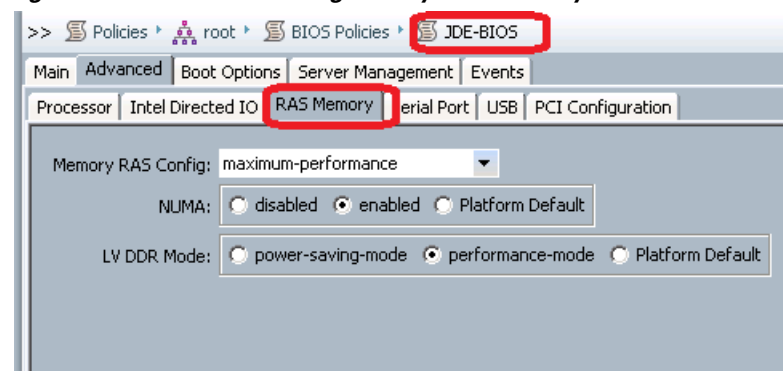 >> Policies root BIOS Policies JDE-BIOS
Main Advanced Boot Options Server Management Events
Processor Intel Directed IO RAS Memory erial Port USB PCI Configuration
Memory RAS Config: maximum-performance
NUMA: disabled enabled Platform Default
LV DDR Mode: power-saving-mode performance-mode Platform Default